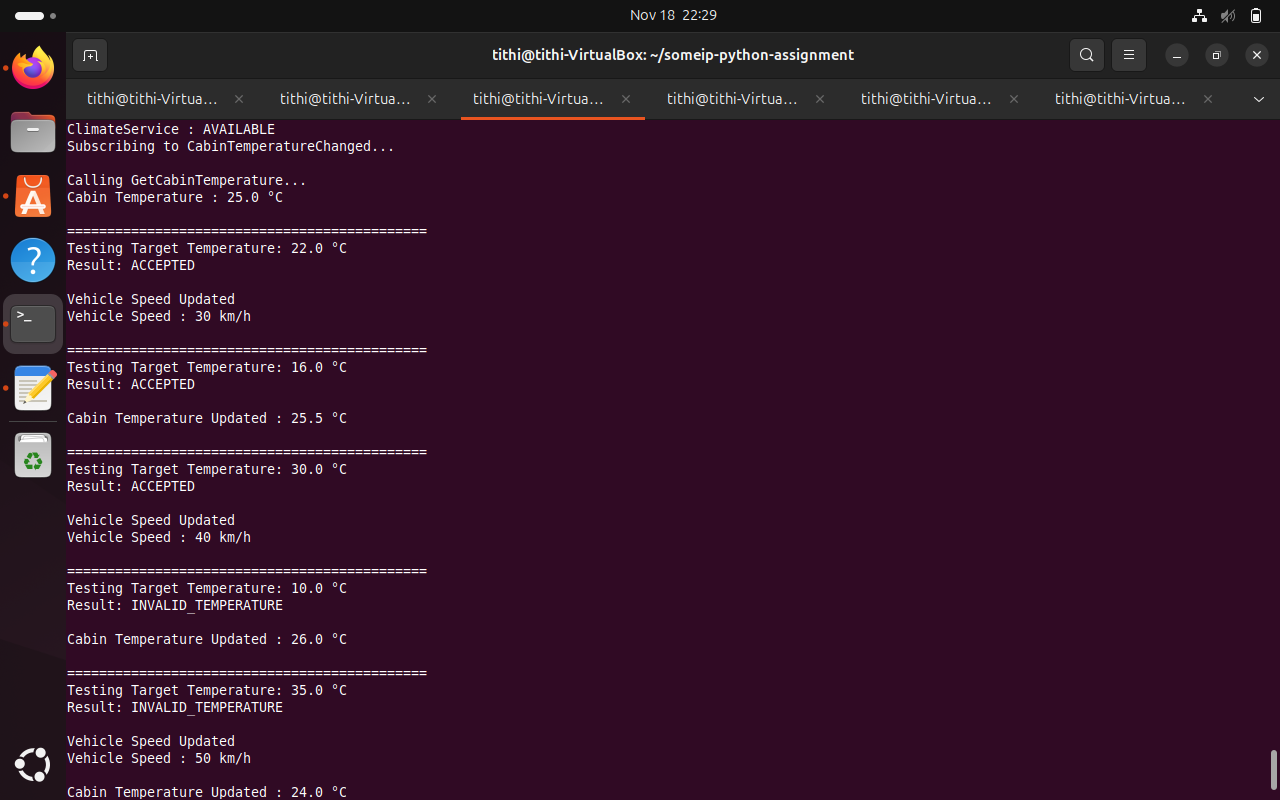 Nov 18 22:29
tithi@tithi-VirtualBox: ~/someip-python-assignment
tithi@tithi-Virtua... tithi@tithi-Virtua... tithi@tithi-Virtua... tithi@tithi-Virtua... tithi@tithi-Virtua... tithi@tithi-Virtua...
ClimateService : AVAILABLE
Subscribing to CabinTemperatureChanged...
Calling GetCabinTemperature...
Cabin Temperature : 25.0 °C
=============================================
Testing Target Temperature: 22.0 °C
Result: ACCEPTED
Vehicle Speed Updated
Vehicle Speed : 30 km/h
=============================================
Testing Target Temperature: 16.0 °C
Result: ACCEPTED
Cabin Temperature Updated : 25.5 °C
=============================================
Testing Target Temperature: 30.0 °C
Result: ACCEPTED
Vehicle Speed Updated
Vehicle Speed : 40 km/h
=============================================
Testing Target Temperature: 10.0 °C
Result: INVALID_TEMPERATURE
Cabin Temperature Updated : 26.0 °C
=============================================
Testing Target Temperature: 35.0 °C
Result: INVALID_TEMPERATURE
Vehicle Speed Updated
Vehicle Speed : 50 km/h
Cabin Temperature Updated : 24.0 °C